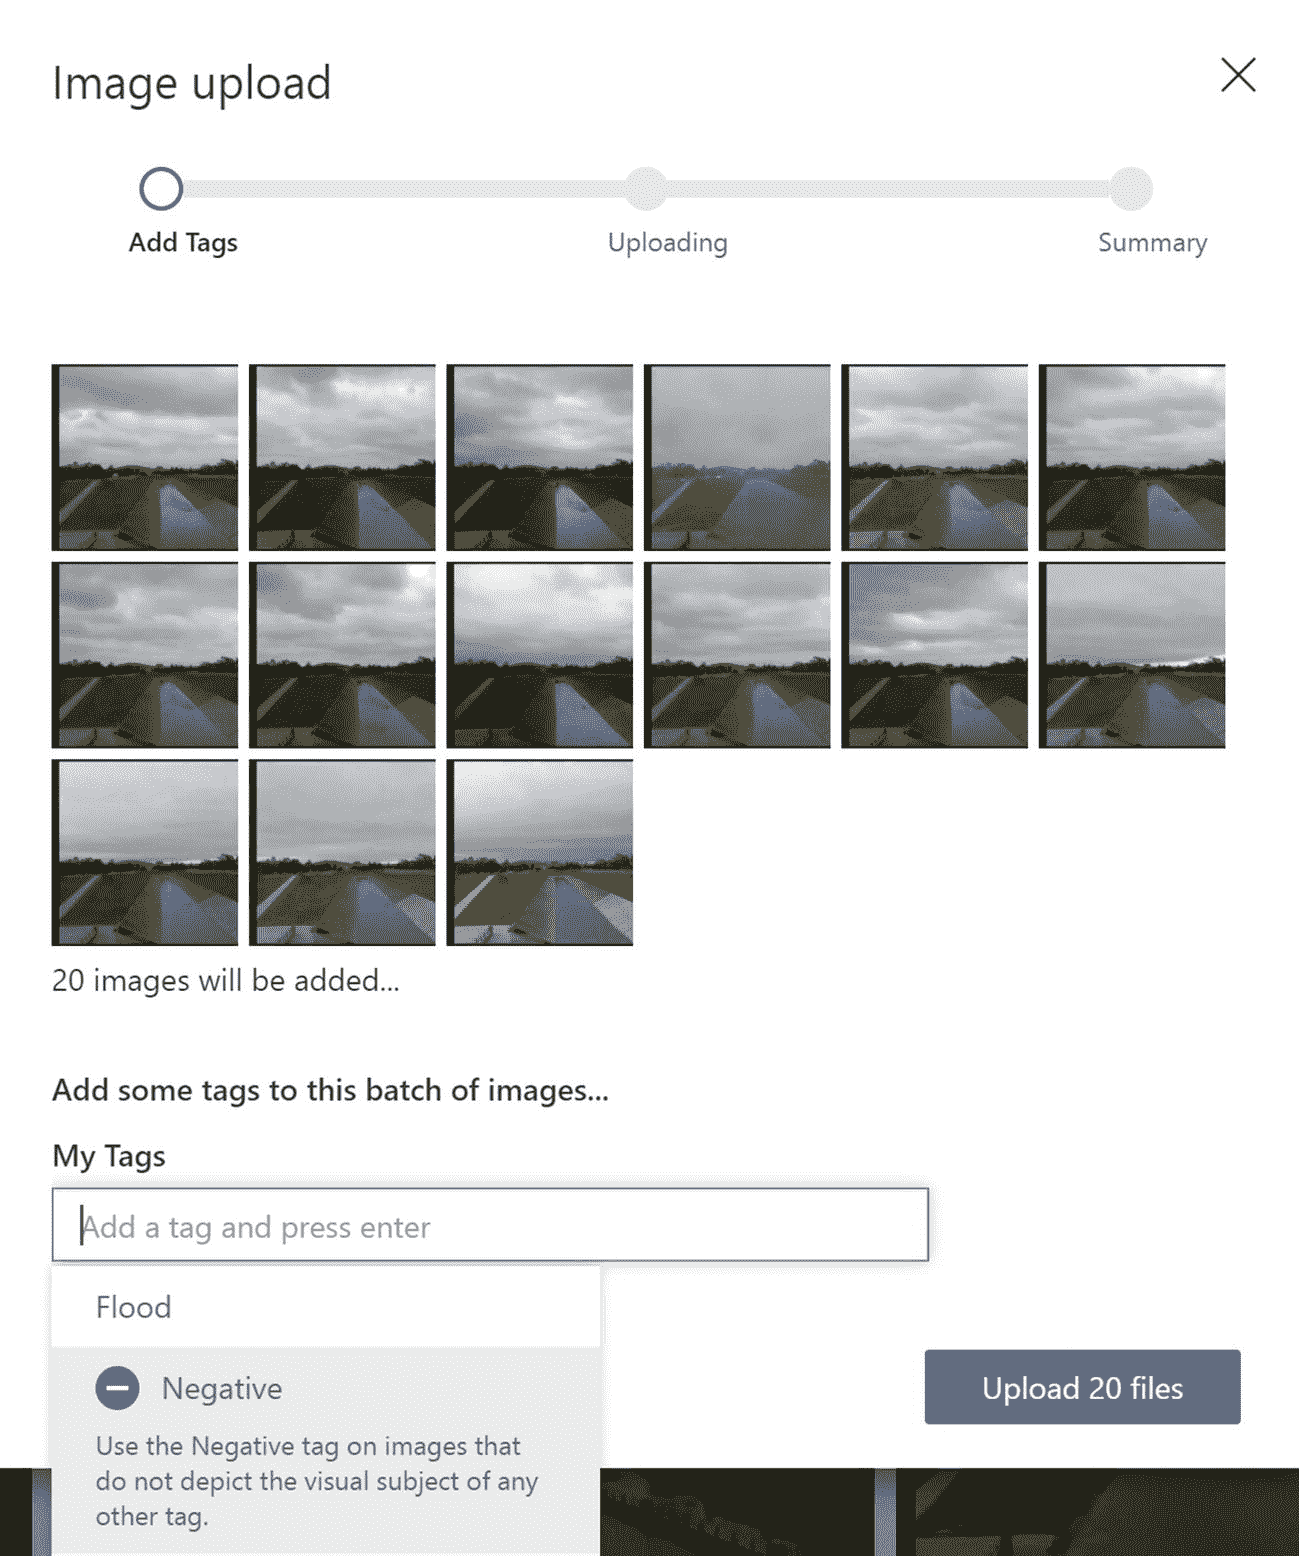 Image upload
Add Tags
Uploading
Summary
20 images will be added...
Add some tags to this batch of images...
My Tags
Add a tag and press enter
Flood
Negative
Upload 20 files
Use the Negative tag on images that
do not depict the visual subject of any
other tag.